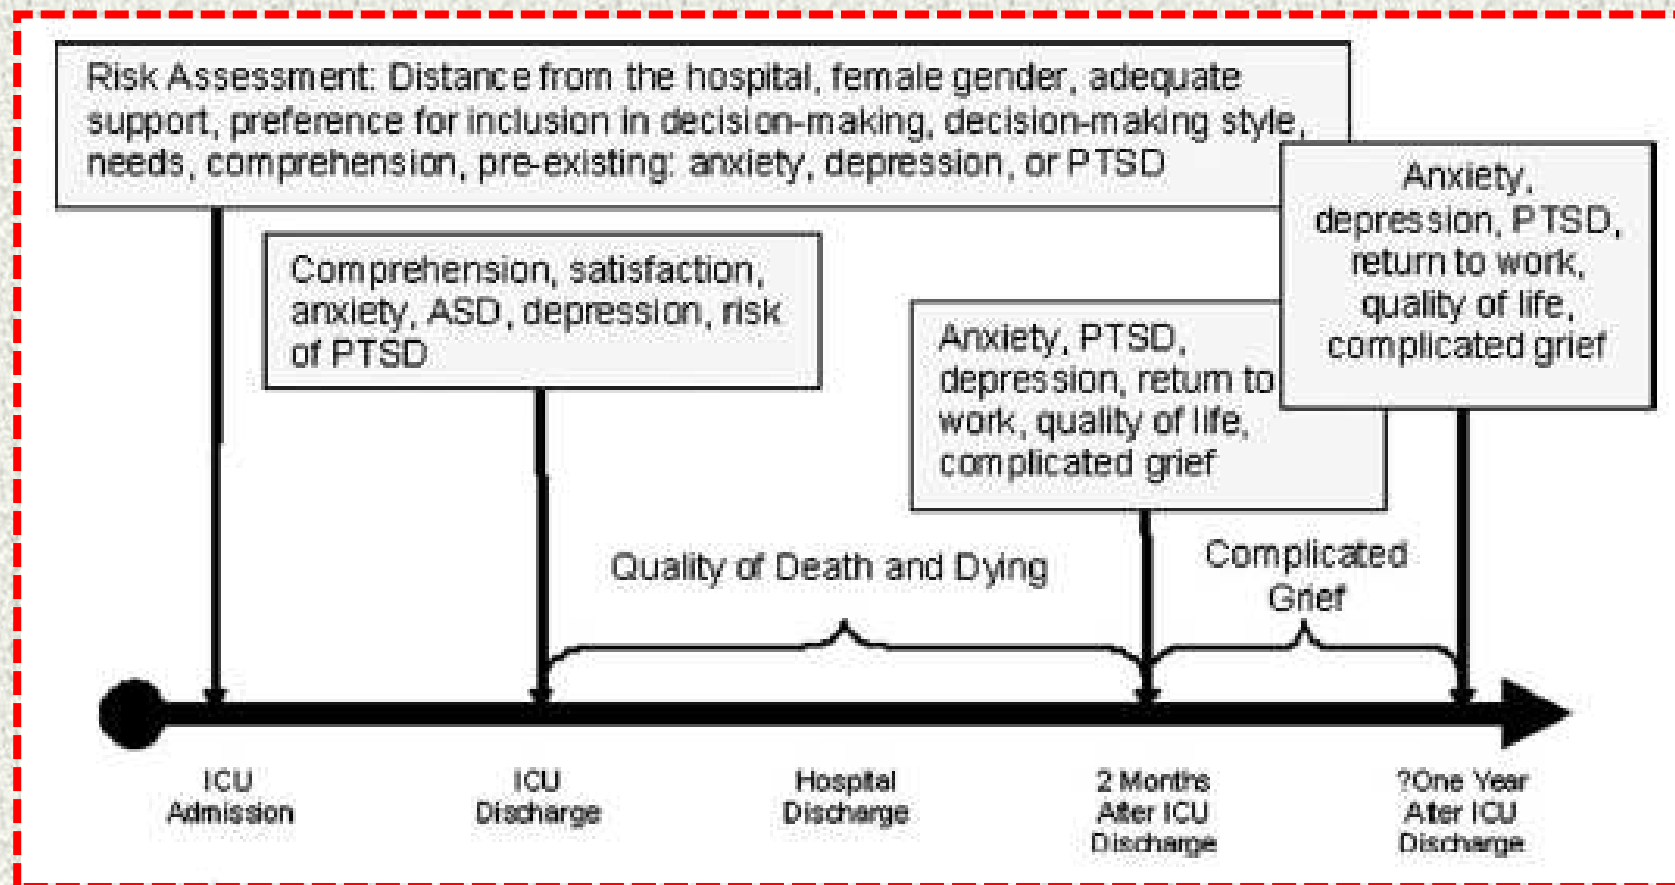 Risk Assessment: Distance from the hospital, female gender, adequate
support, preference for inclusion in decision-making, decision-making style,
needs, comprehension, pre-existing: anxiety, depression, or PTSD
Comprehension, satisfaction,
anxiety, ASD, depression, risk
of PTSD
Anxiety, PTSD,
depression, return to
work, quality of life,
complicated grief
Anxiety,
depression, PTSD,
return to work,
quality of life,
complicated grief
Quality of Death and Dying
Complicated
Grief
ICU
Admission
ICU
Discharge
Hospital
Discharge
2 Months
After ICU
Discharge
?One Year
After ICU
Discharge